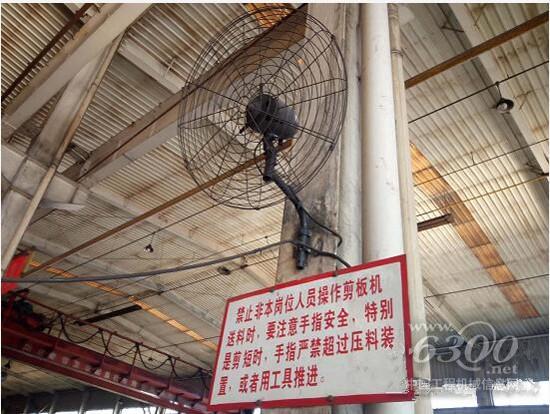 禁止非本岗位人员操作剪板机
送料时，要注意手指安全，特别
是剪短时，手指严禁超过压料装
置，或者用工具推进。
www.
6300
.net
中国工程机械信息网